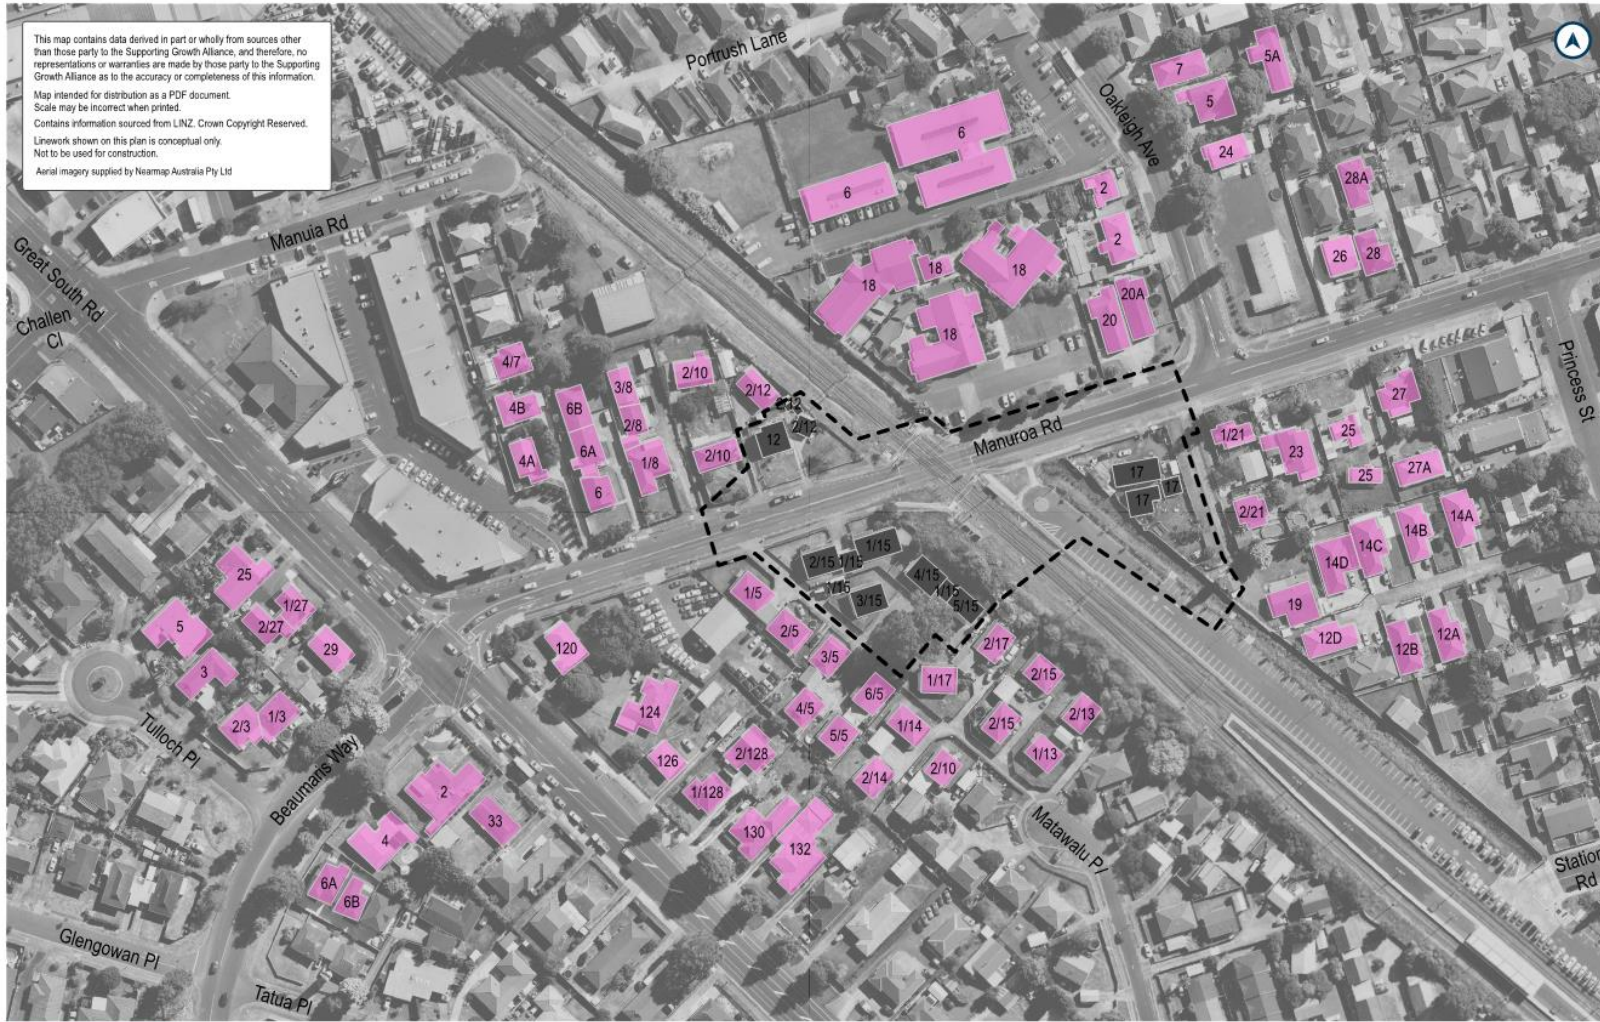 This map contains data derived in part or wholly from sources other
than those party to the Supporting Growth Alliance, and therefore, no
representations or warranties are made by those party to the Supporting
Growth Alliance as to the accuracy or completeness of this information.
Map intended for distribution as a PDF document.
Scale may be incorrect when printed.
Contains information sourced from LINZ. Crown Copyright Reserved.
Linework shown on this plan is conceptual only.
Not to be used for construction.
Aerial imagery supplied by Nearmap Australia Pty Ltd
Portrush Lane
Oakleigh Ave
7
5A
5
24
6
6
2
28A
2
Manuia Rd
Great South Rd
Challen
Cl
26
28
18
18
18
18
20A
20
Princess St
4/7
3/8
2/10
2/12
4B
6B
2/8
2/12
12
Manuroa Rd
27
4A
6A
1/8
2/10
6
1/21
23
25
25
27A
17
17
17
2/21
14A
14B
14C
14D
2/15
1/15
1/15
4/15
3/15
5/15
25
1/27
2/27
5
29
3
1/5
2/5
3/5
19
12D
12B
12A
120
2/17
1/17
2/15
6/5
124
4/5
5/5
1/14
2/15
2/13
1/13
2/3
1/3
Tulloch Pl
Beaumaris Way
126
2/128
1/128
2/14
2/10
2
33
4
130
132
Matawalu Pl
6A
6B
Station
Rd
Glengowan Pl
Tatua Pl